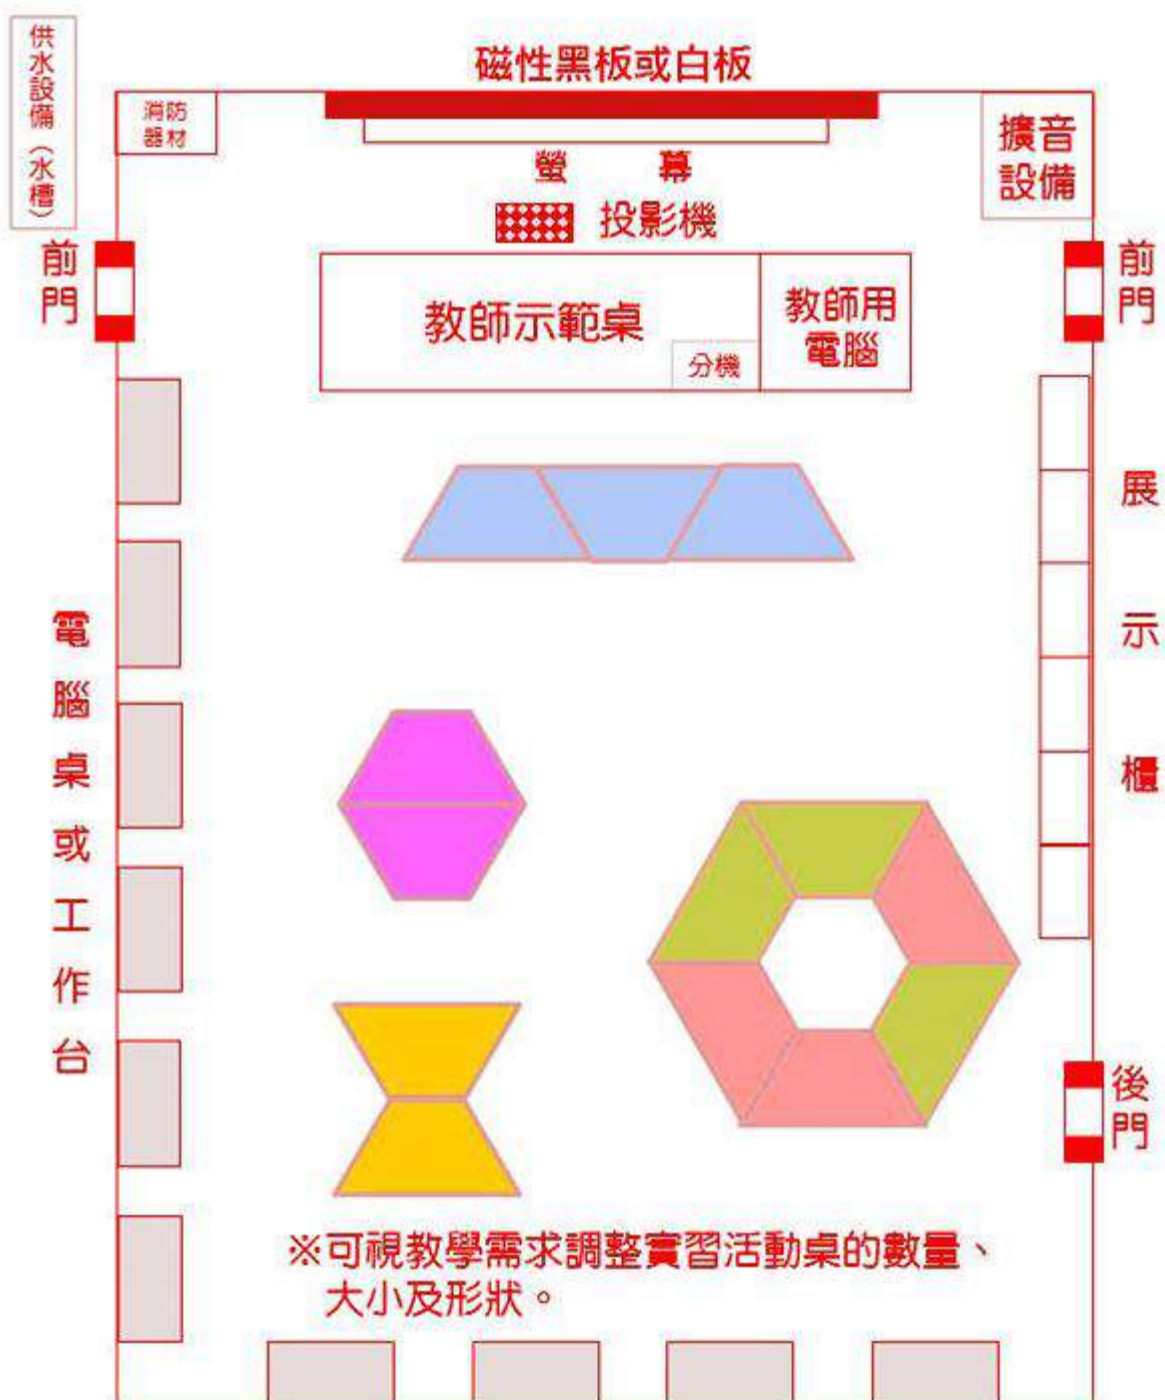 供水設備（水槽）
磁性黑板或白板
消防
器材
擴音
設備
螢幕
投影機
前門
前門
教師示範桌
分機
教師用
電腦
展示櫃
電腦桌或工作台
後門
※可視教學需求調整實習活動桌的數量、
大小及形狀。